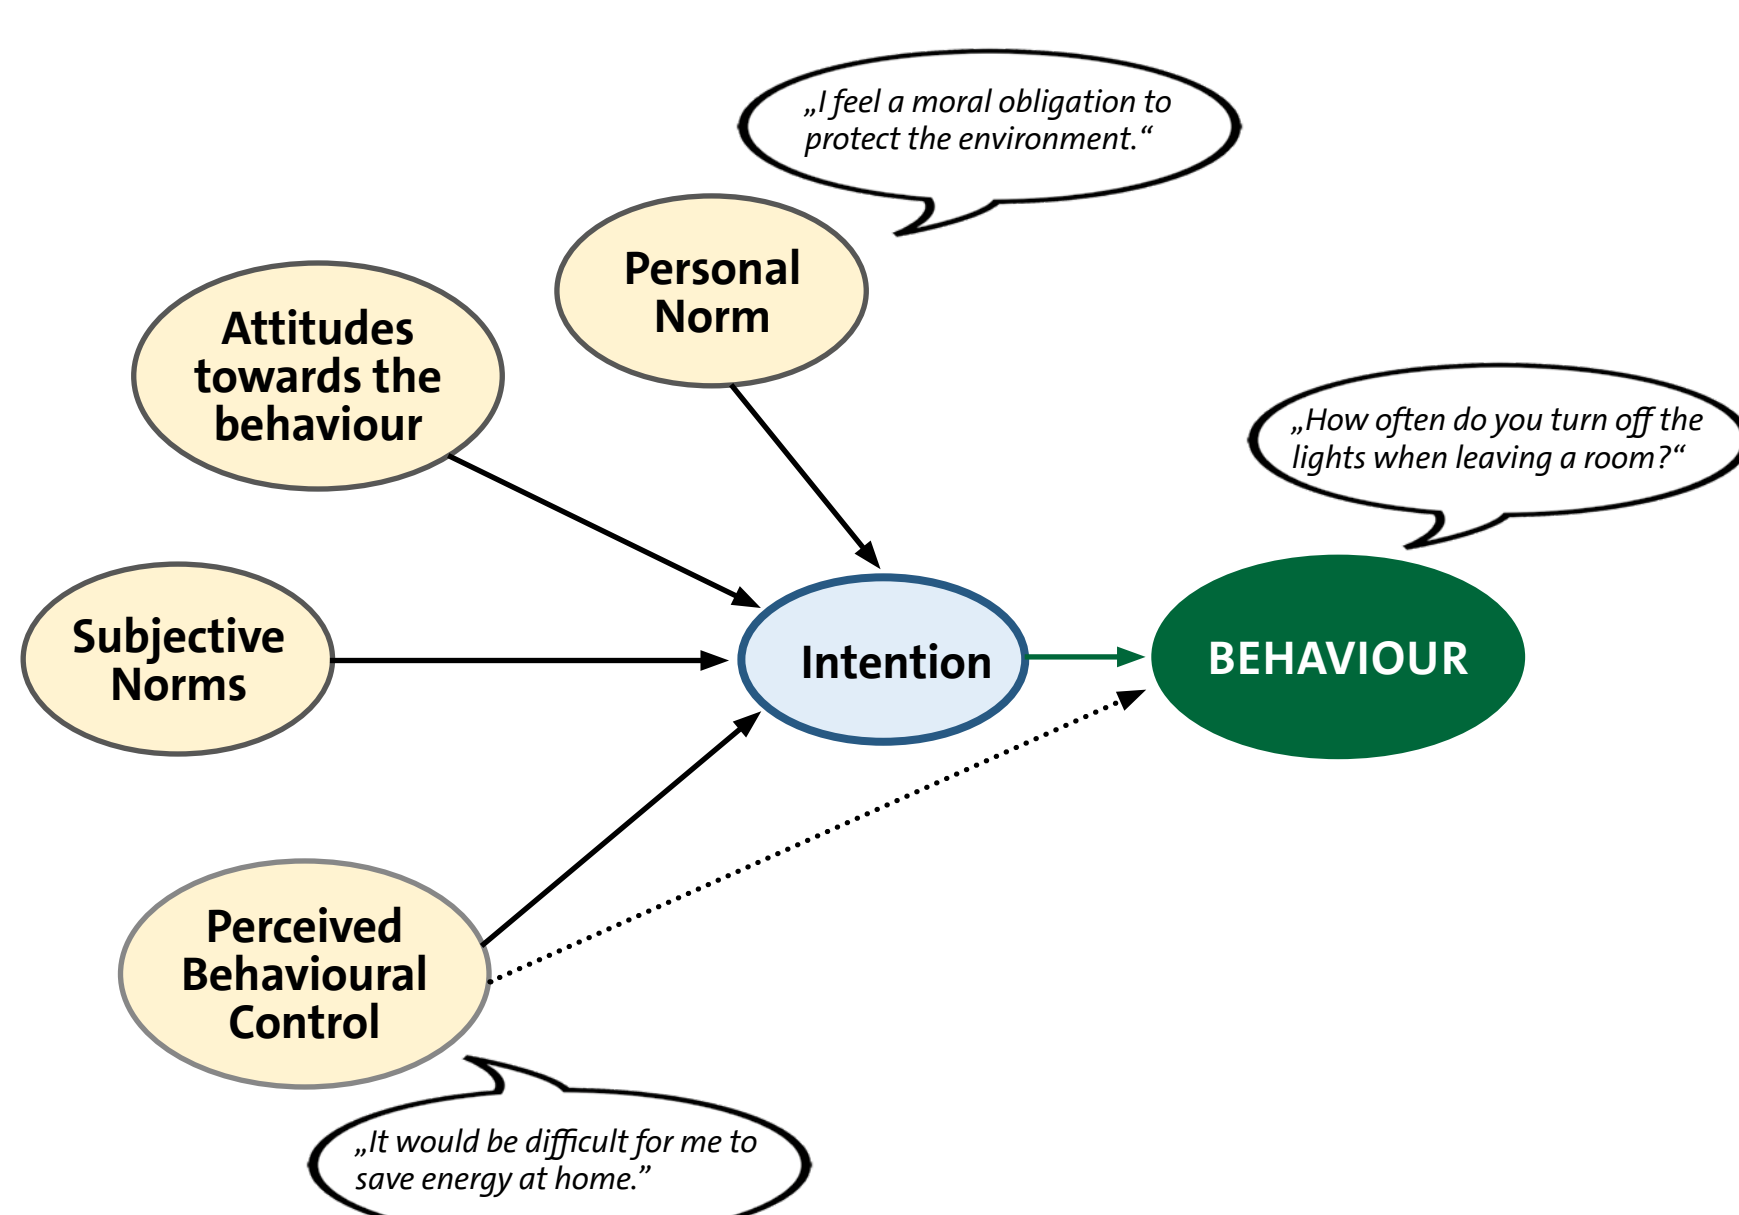 „I feel a moral obligation to
protect the environment.“
Personal
Norm
Attitudes
towards the
behaviour
„How often do you turn off the
lights when leaving a room?“
Subjective
Norms
Intention
BEHAVIOUR
Perceived
Behavioural
Control
„It would be difficult for me to
save energy at home.”